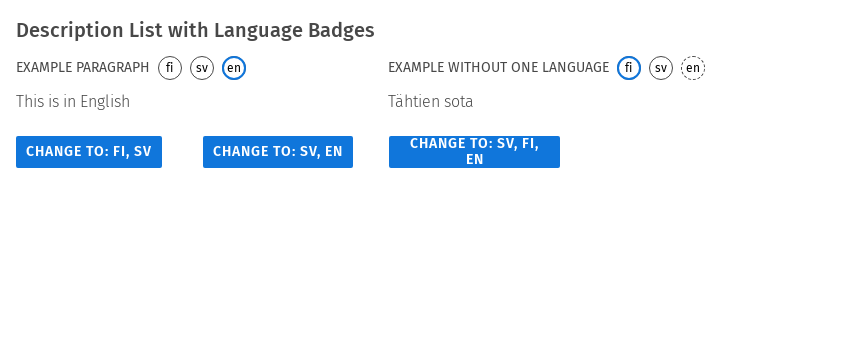 Description List with Language Badges
EXAMPLE PARAGRAPH fi sv en
This is in English
EXAMPLE WITHOUT ONE LANGUAGE fi sv en
Tähtien sota
CHANGE TO: FI, SV
CHANGE TO: SV, EN
CHANGE TO: SV, FI,
EN